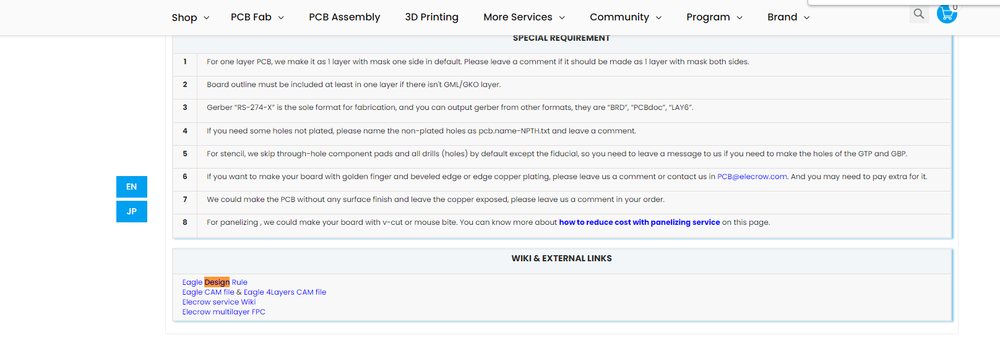 Shop PCB Fab PCB Assembly 3D Printing More Services Community Program Brand 0
SPECIAL REQUIREMENT
1 For one layer PCB, we make it as 1 layer with mask one side in default. Please leave a comment if it should be made as 1 layer with mask both sides.
2 Board outline must be included at least in one layer if there isn't GML/GKO layer.
3 Gerber “RS-274-X” is the sole format for fabrication, and you can output gerber from other formats, they are “BRD”, “PCBdoc”, “LAY6”.
4 If you need some holes not plated, please name the non-plated holes as pcb.name-NPTH.txt and leave a comment.
5 For stencil, we skip through-hole component pads and all drills (holes) by default except the fiducial, so you need to leave a message to us if you need to make the holes of the GTP and GBP.
6 If you want to make your board with golden finger and beveled edge or edge copper plating, please leave us a comment or contact us in PCB@elecrow.com. And you may need to pay extra for it.
7 We could make the PCB without any surface finish and leave the copper exposed, please leave us a comment in your order.
8 For panelizing , we could make your board with v-cut or mouse bite. You can know more about how to reduce cost with panelizing service on this page.
EN
JP
WIKI & EXTERNAL LINKS
Eagle Design Rule
Eagle CAM file & Eagle 4Layers CAM file
Elecrow service Wiki
Elecrow multilayer FPC